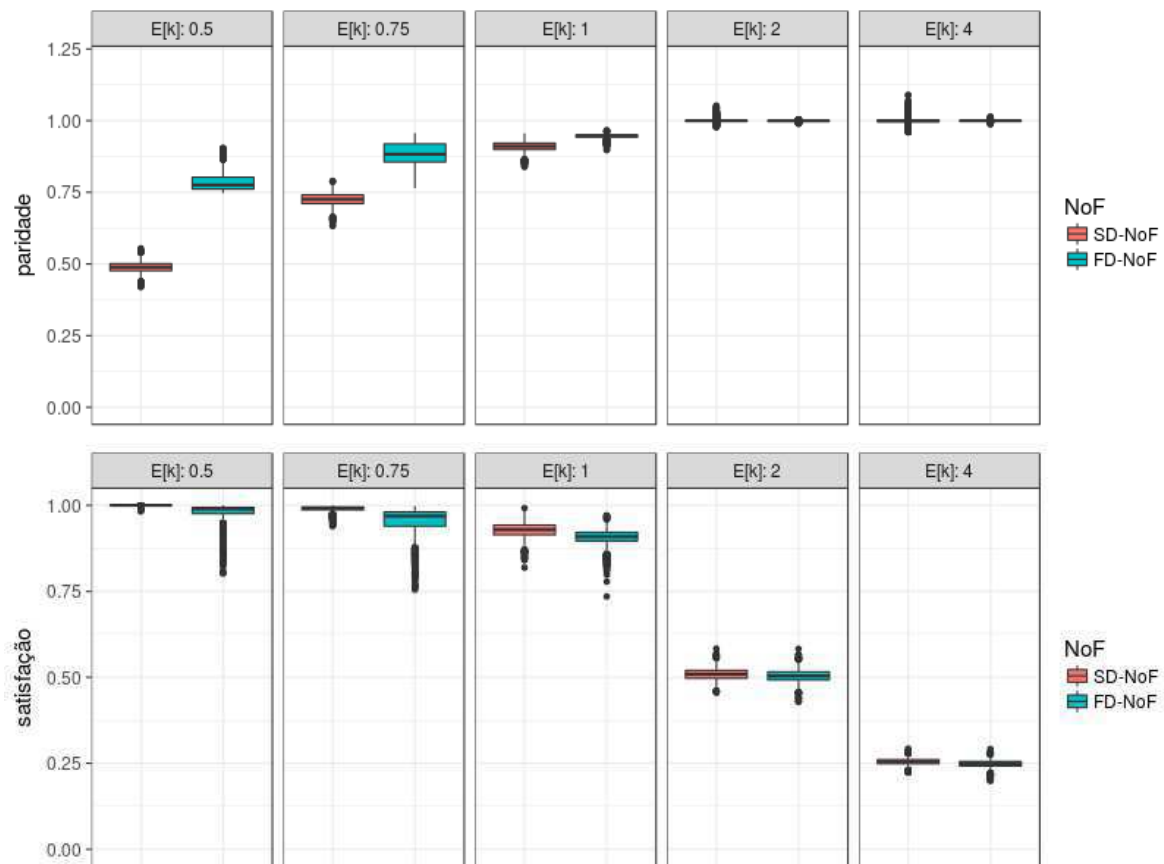 E[k]: 0.5 E[k]: 0.75 E[k]: 1 E[k]: 2 E[k]: 4
1.25
1.00
0.75
0.50
0.25
0.00
paridade
NoF
SD-NoF
FD-NoF
E[k]: 0.5 E[k]: 0.75 E[k]: 1 E[k]: 2 E[k]: 4
1.00
0.75
0.50
0.25
0.00
satisfação
NoF
SD-NoF
FD-NoF